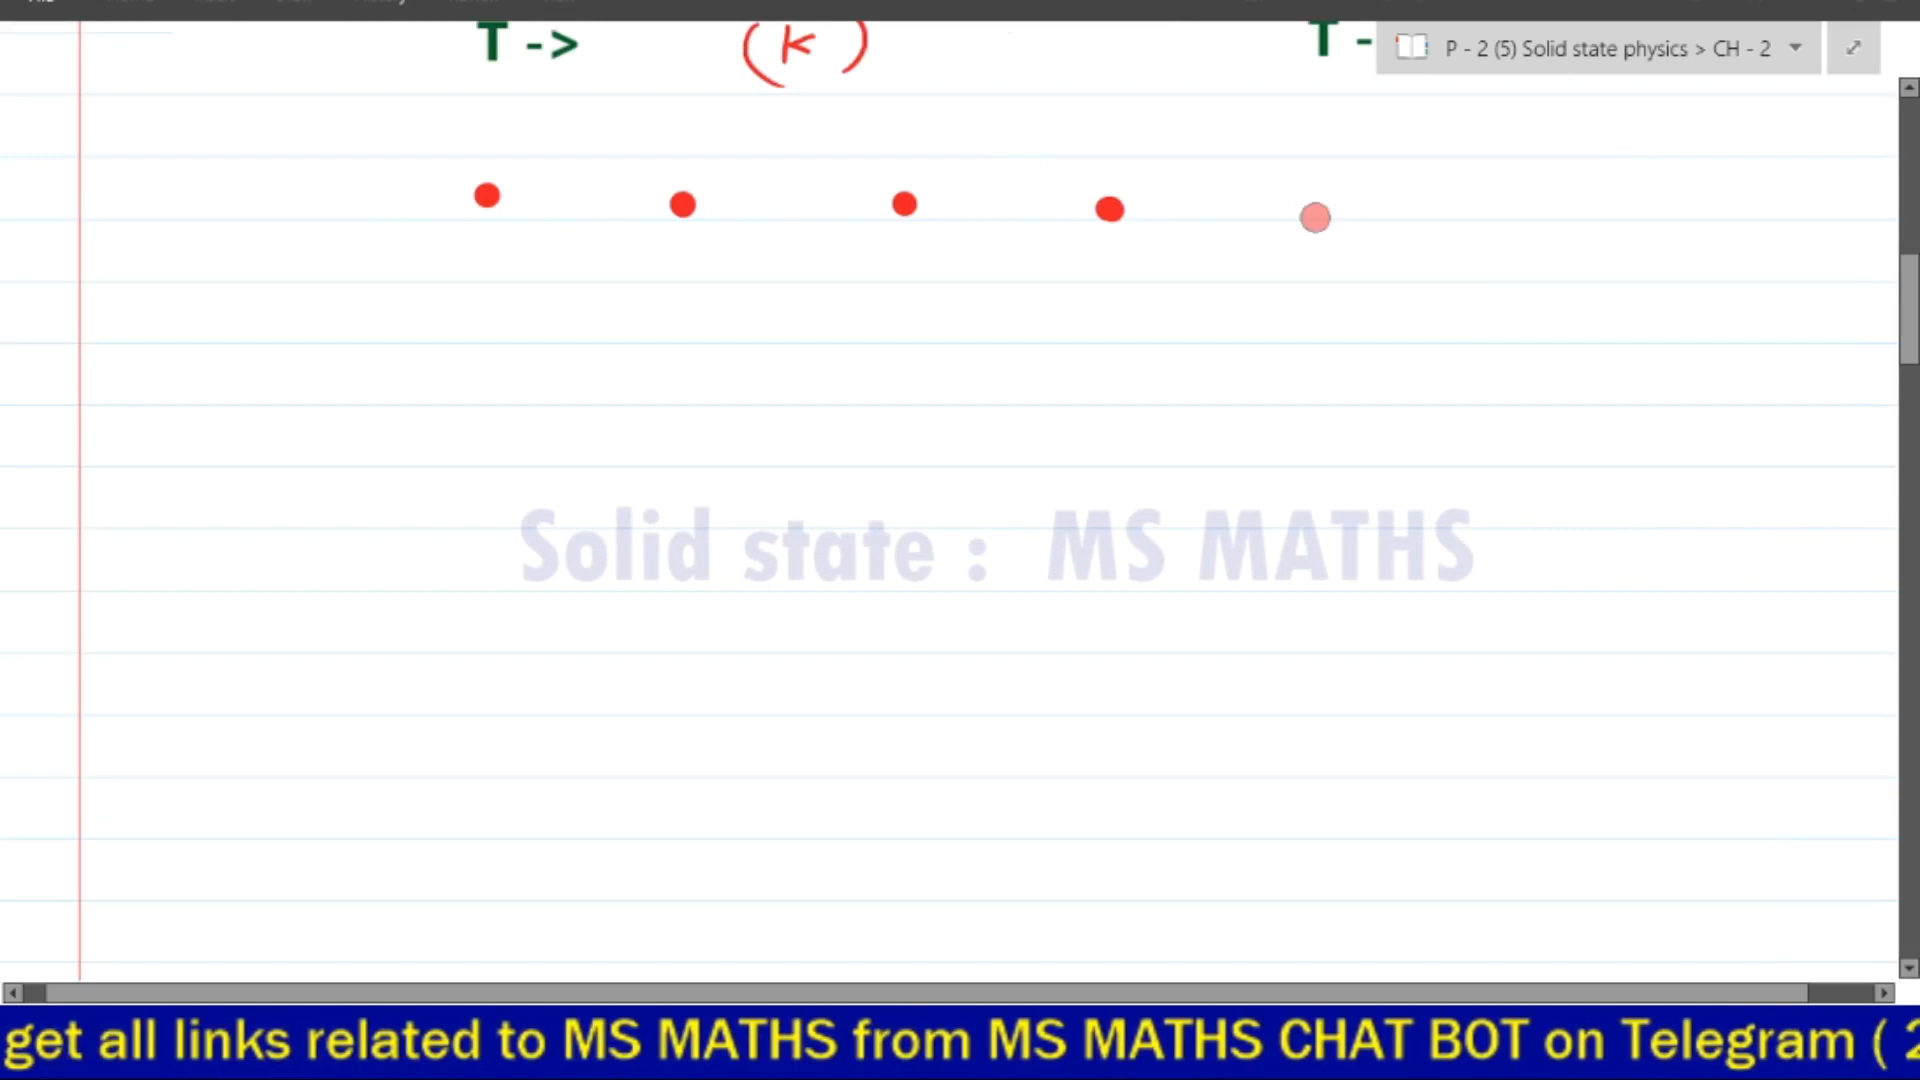 T -> (K) T -
P - 2 (5) Solid state physics > CH - 2
Solid state : MS MATHS
get all links related to MS MATHS from MS MATHS CHAT BOT on Telegram ( 2